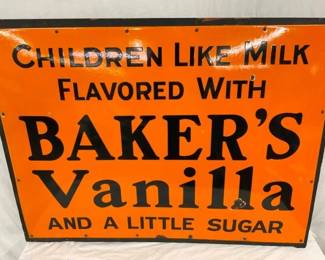 CHILDREN LIKE MILK
FLAVORED WITH
BAKER'S
Vanilla
AND A LITTLE SUGAR